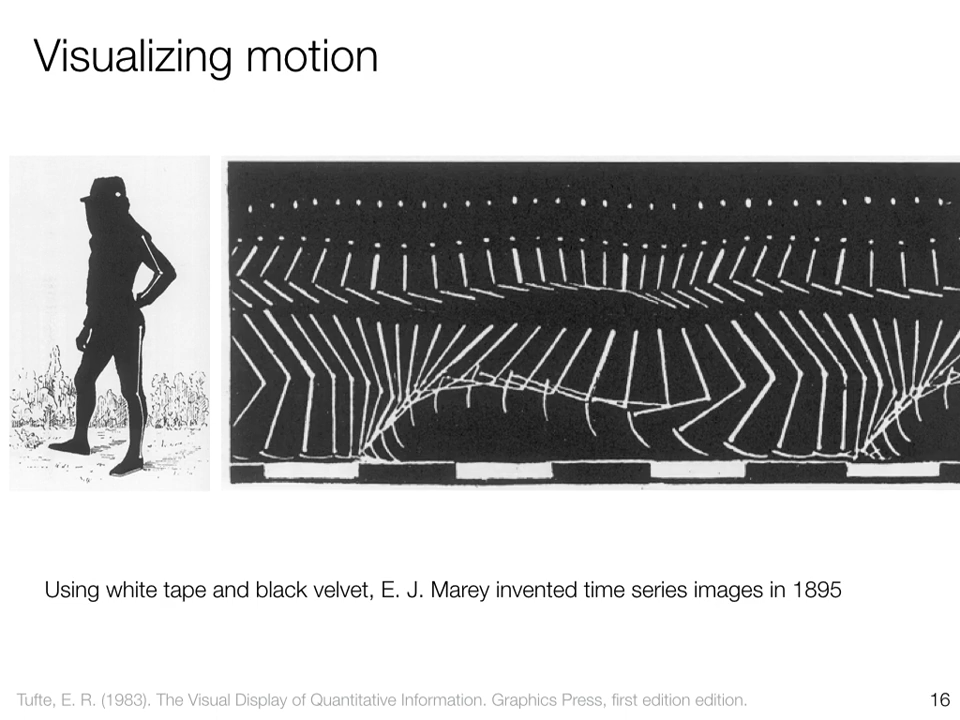 Visualizing motion
Using white tape and black velvet, E. J. Marey invented time series images in 1895
Tufte, E. R. (1983). The Visual Display of Quantitative Information. Graphics Press, first edition edition.
16